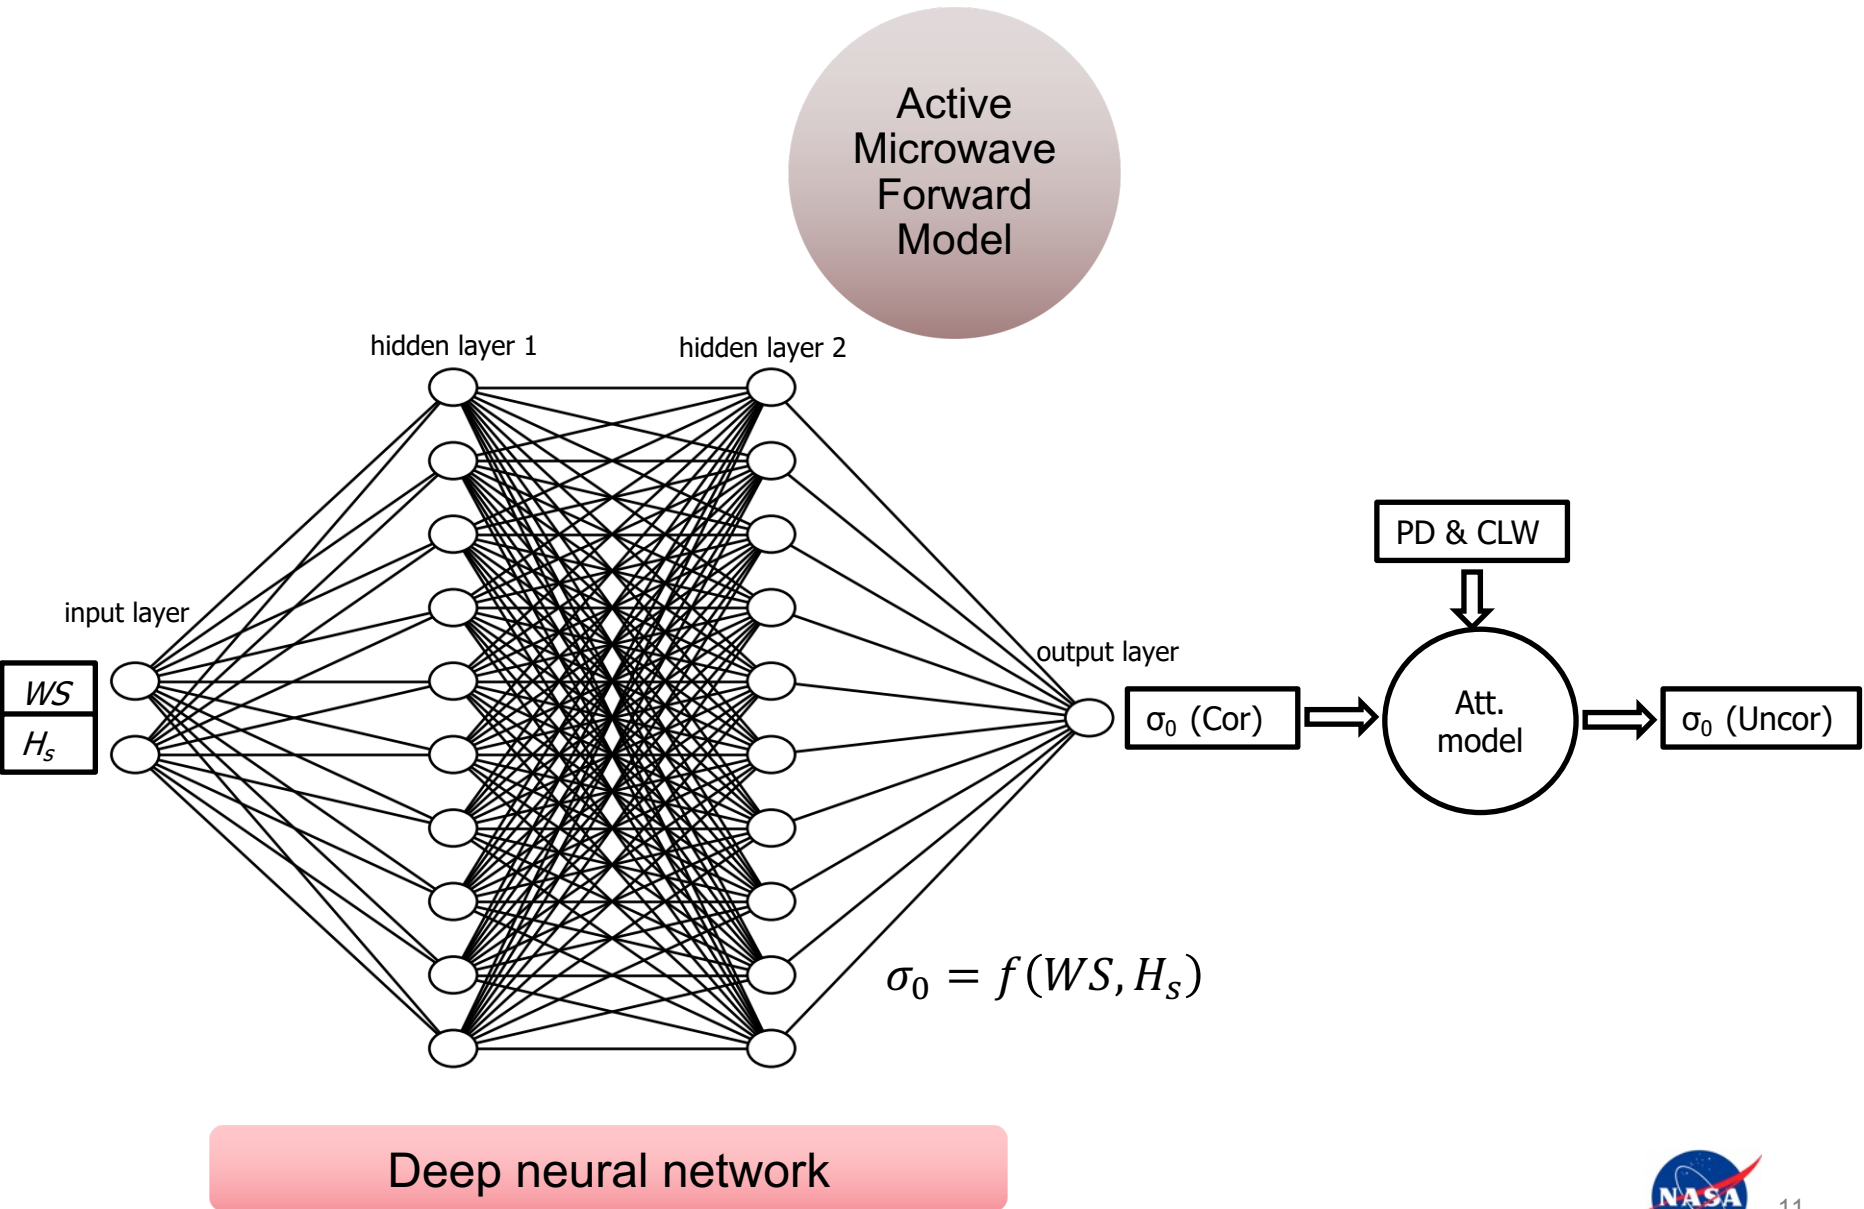 Active
Microwave
Forward
Model
hidden layer 1
hidden layer 2
input layer
WS
Hₛ
output layer
σ₀ (Cor)
PD & CLW
Att.
model
σ₀ (Uncor)
σ₀ = f(WS, Hₛ)
Deep neural network
NASA
11